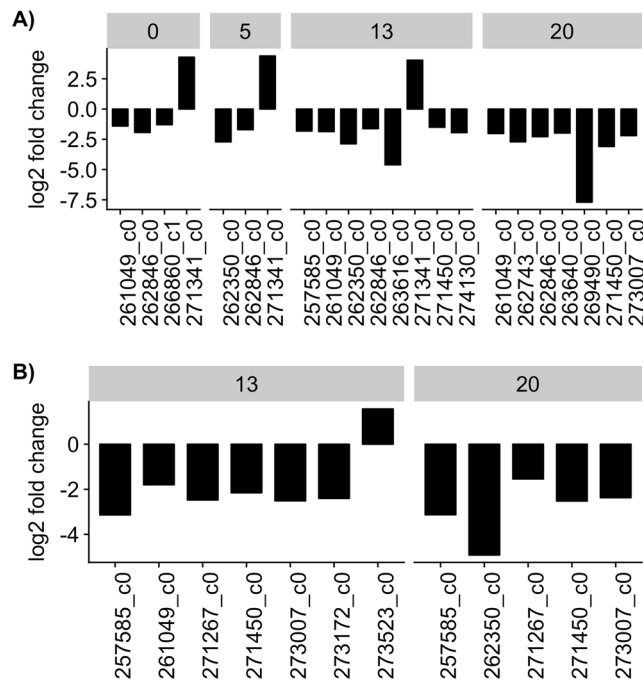 A)
0 5 13 20
log2 fold change
2.5
0.0
-2.5
-5.0
-7.5
261049_c0
262846_c0
266860_c1
271341_c0
262350_c0
262846_c0
271341_c0
257585_c0
261049_c0
262350_c0
262846_c0
263616_c0
271341_c0
271450_c0
274130_c0
261049_c0
262743_c0
262846_c0
263640_c0
269490_c0
271450_c0
273007_c0
B)
13 20
log2 fold change
0
-2
-4
257585_c0
261049_c0
271267_c0
271450_c0
273007_c0
273172_c0
273523_c0
257585_c0
262350_c0
271267_c0
271450_c0
273007_c0